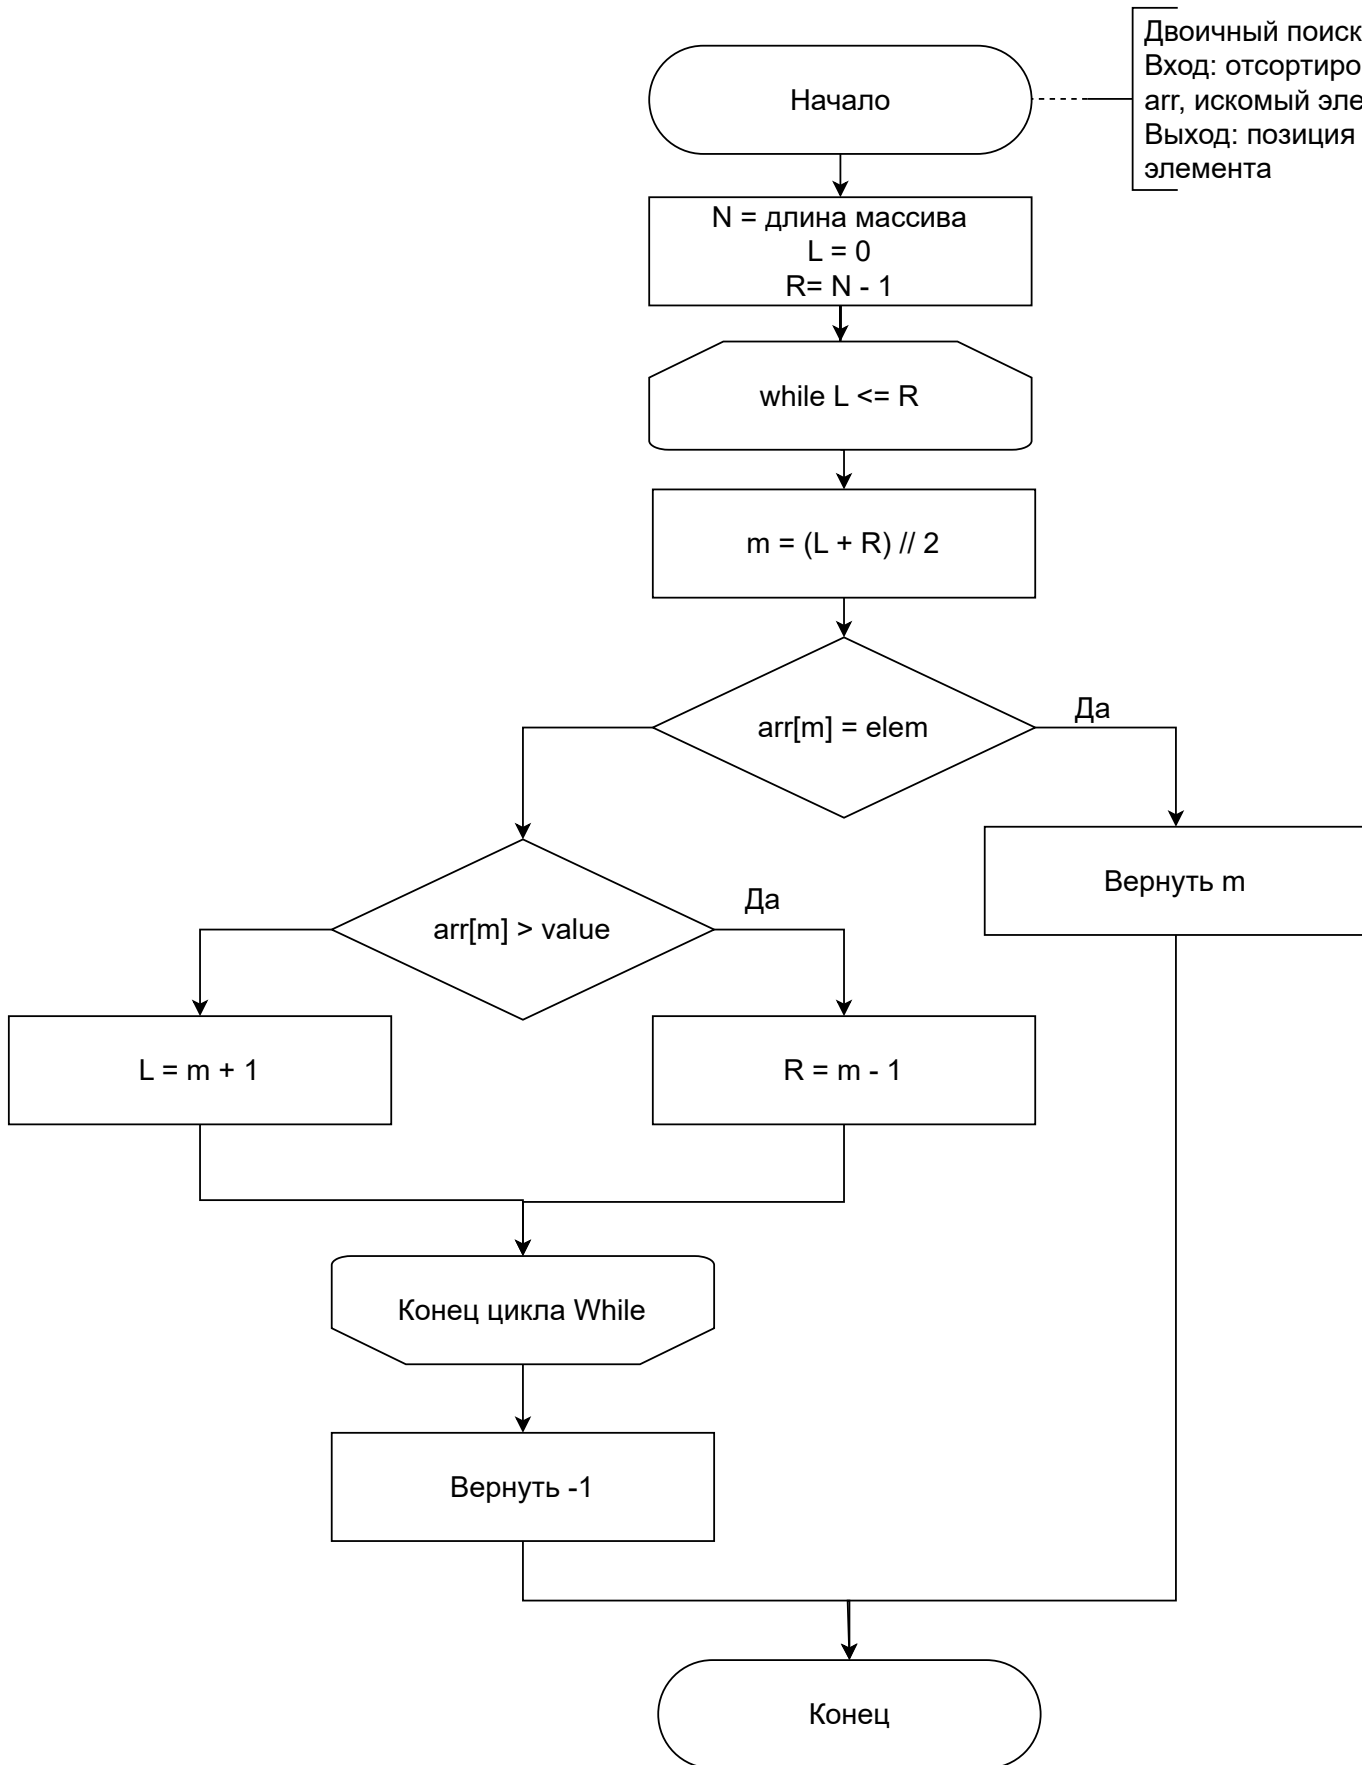 Начало
Двоичный поиск
Вход: отсортиро
arr, искомый эле
Выход: позиция
элемента
N = длина массива
L = 0
R= N - 1
while L <= R
m = (L + R) // 2
arr[m] = elem
Да
Вернуть m
arr[m] > value
Да
L = m + 1
R = m - 1
Конец цикла While
Вернуть -1
Конец